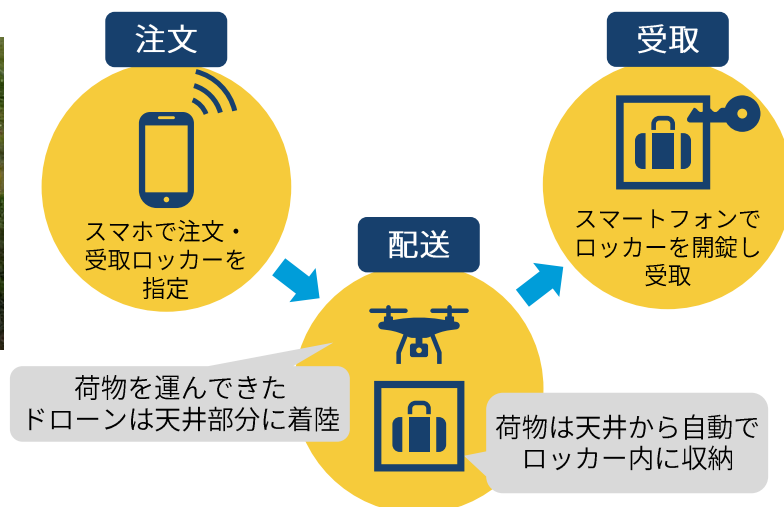 注文
スマホで注文・
受取ロッカーを
指定
配送
荷物を運んできた
ドローンは天井部分に着陸
荷物は天井から自動で
ロッカー内に収納
受取
スマートフォンで
ロッカーを開錠し
受取